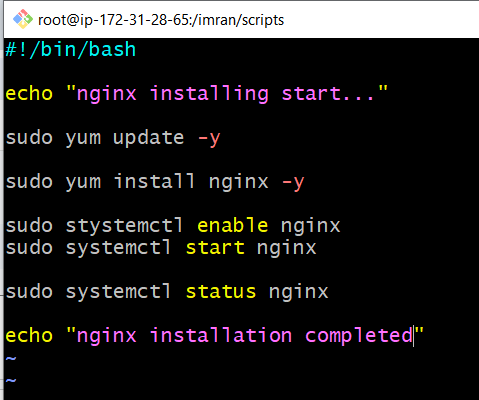 root@ip-172-31-28-65:/imran/scripts
#!/bin/bash
echo "nginx installing start..."
sudo yum update -y
sudo yum install nginx -y
sudo stystemctl enable nginx
sudo systemctl start nginx
sudo systemctl status nginx
echo "nginx installation completed"
~
~